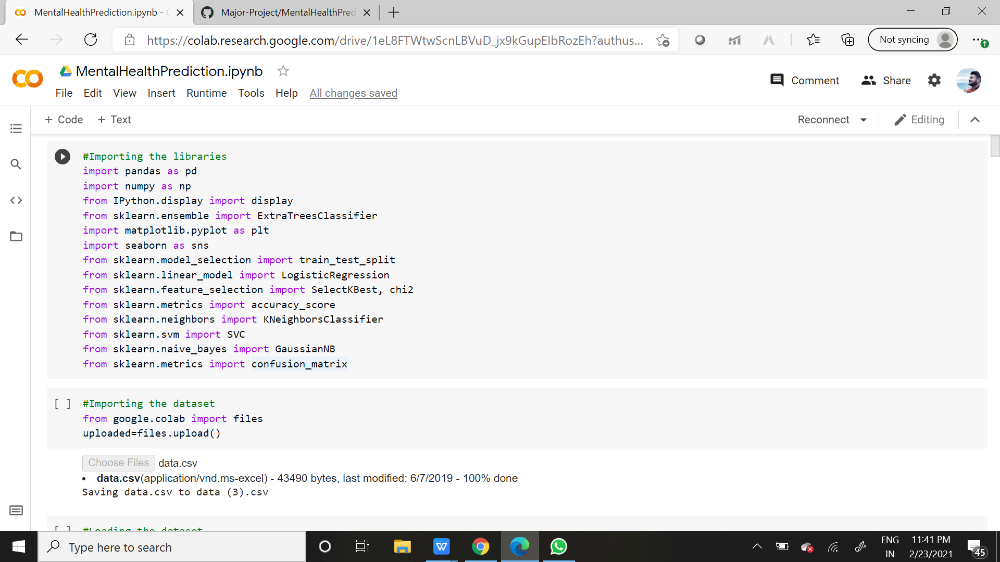 MentalHealthPrediction.ipynb -
Major-Project/MentalHealthPred
https://colab.research.google.com/drive/1eL8FTWtwScnLBVuD_jx9kGupEIbRozEh?authus...
Not syncing
MentalHealthPrediction.ipynb
Comment
Share
File Edit View Insert Runtime Tools Help All changes saved
+ Code + Text
Reconnect
Editing
#Importing the libraries
import pandas as pd
import numpy as np
from IPython.display import display
from sklearn.ensemble import ExtraTreesClassifier
import matplotlib.pyplot as plt
import seaborn as sns
from sklearn.model_selection import train_test_split
from sklearn.linear_model import LogisticRegression
from sklearn.feature_selection import SelectKBest, chi2
from sklearn.metrics import accuracy_score
from sklearn.neighbors import KNeighborsClassifier
from sklearn.svm import SVC
from sklearn.naive_bayes import GaussianNB
from sklearn.metrics import confusion_matrix
[ ] #Importing the dataset
from google.colab import files
uploaded=files.upload()
Choose Files data.csv
• data.csv(application/vnd.ms-excel) - 43490 bytes, last modified: 6/7/2019 - 100% done
Saving data.csv to data (3).csv
[ ] #Loading the dataset
Type here to search
W
ENG
IN
11:41 PM
2/23/2021
45